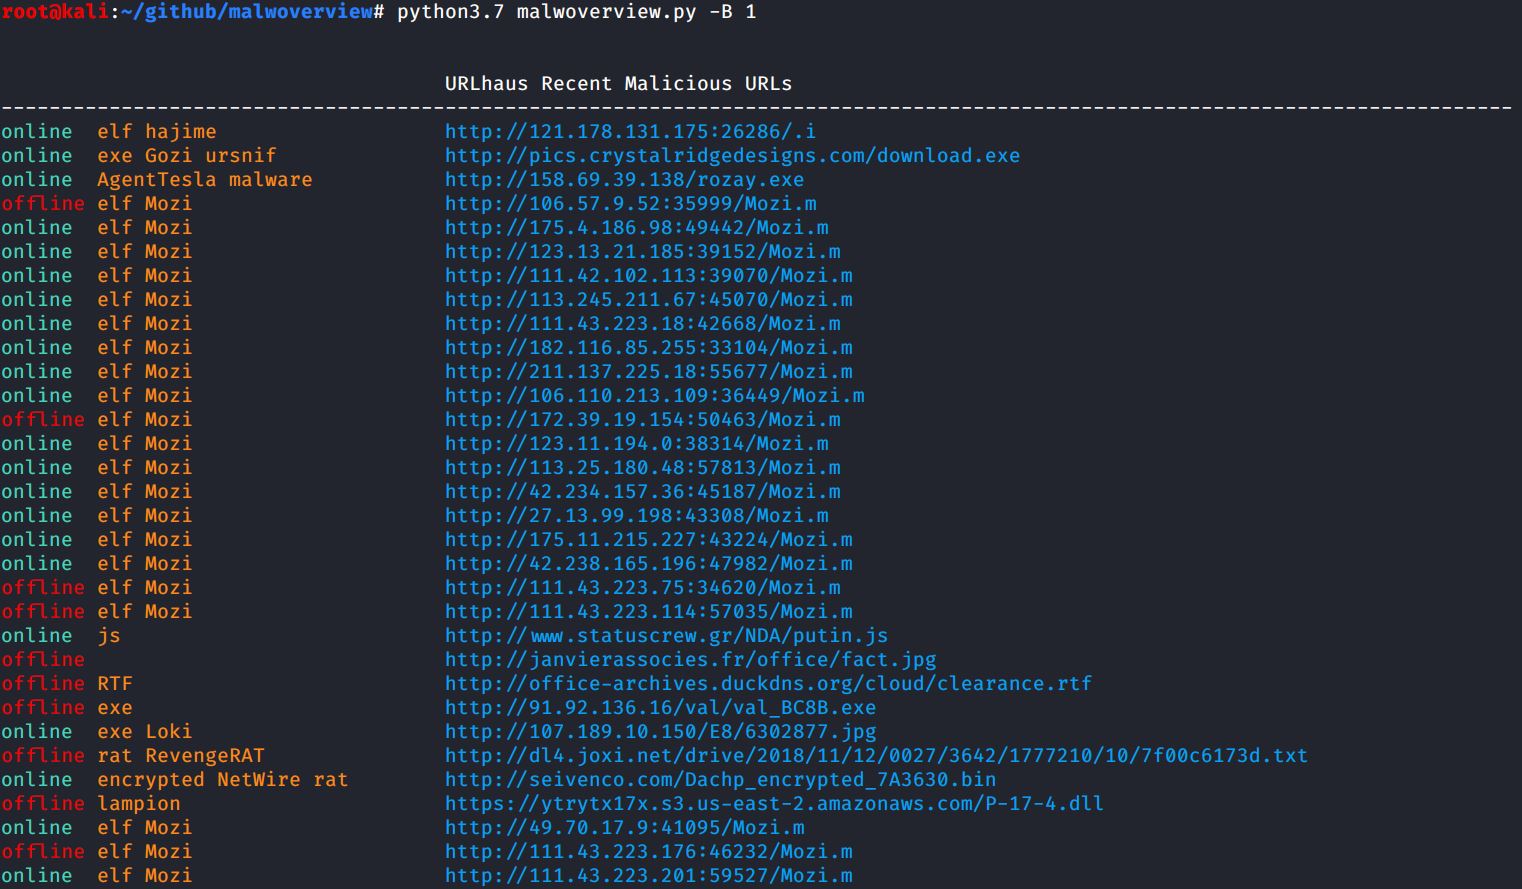 root@kali:~/github/malwoverview# python3.7 malwoverview.py -B 1
URLhaus Recent Malicious URLs
------------------------------------------------------------------------------------------------------------------------------
online elf hajime http://121.178.131.175:26286/.i
online exe Gozi ursnif http://pics.crystalridgedesigns.com/download.exe
online AgentTesla malware http://158.69.39.138/rozay.exe
offline elf Mozi http://106.57.9.52:35999/Mozi.m
online elf Mozi http://175.4.186.98:49442/Mozi.m
online elf Mozi http://123.13.21.185:39152/Mozi.m
online elf Mozi http://111.42.102.113:39070/Mozi.m
online elf Mozi http://113.245.211.67:45070/Mozi.m
online elf Mozi http://111.43.223.18:42668/Mozi.m
online elf Mozi http://182.116.85.255:33104/Mozi.m
online elf Mozi http://211.137.225.18:55677/Mozi.m
online elf Mozi http://106.110.213.109:36449/Mozi.m
offline elf Mozi http://172.39.19.154:50463/Mozi.m
online elf Mozi http://123.11.194.0:38314/Mozi.m
online elf Mozi http://113.25.180.48:57813/Mozi.m
online elf Mozi http://42.234.157.36:45187/Mozi.m
online elf Mozi http://27.13.99.198:43308/Mozi.m
online elf Mozi http://175.11.215.227:43224/Mozi.m
online elf Mozi http://42.238.165.196:47982/Mozi.m
offline elf Mozi http://111.43.223.75:34620/Mozi.m
offline elf Mozi http://111.43.223.114:57035/Mozi.m
online js http://www.statuscrew.gr/NDA/putin.js
offline http://janvierassocies.fr/office/fact.jpg
offline RTF http://office-archives.duckdns.org/cloud/clearance.rtf
offline exe http://91.92.136.16/val/val_BC8B.exe
online exe Loki http://107.189.10.150/E8/6302877.jpg
offline rat RevengeRAT http://dl4.joxi.net/drive/2018/11/12/0027/3642/1777210/10/7f00c6173d.txt
online encrypted NetWire rat http://seivenco.com/Dachp_encrypted_7A3630.bin
offline lampion https://ytrytx17x.s3.us-east-2.amazonaws.com/P-17-4.dll
online elf Mozi http://49.70.17.9:41095/Mozi.m
offline elf Mozi http://111.43.223.176:46232/Mozi.m
online elf Mozi http://111.43.223.201:59527/Mozi.m